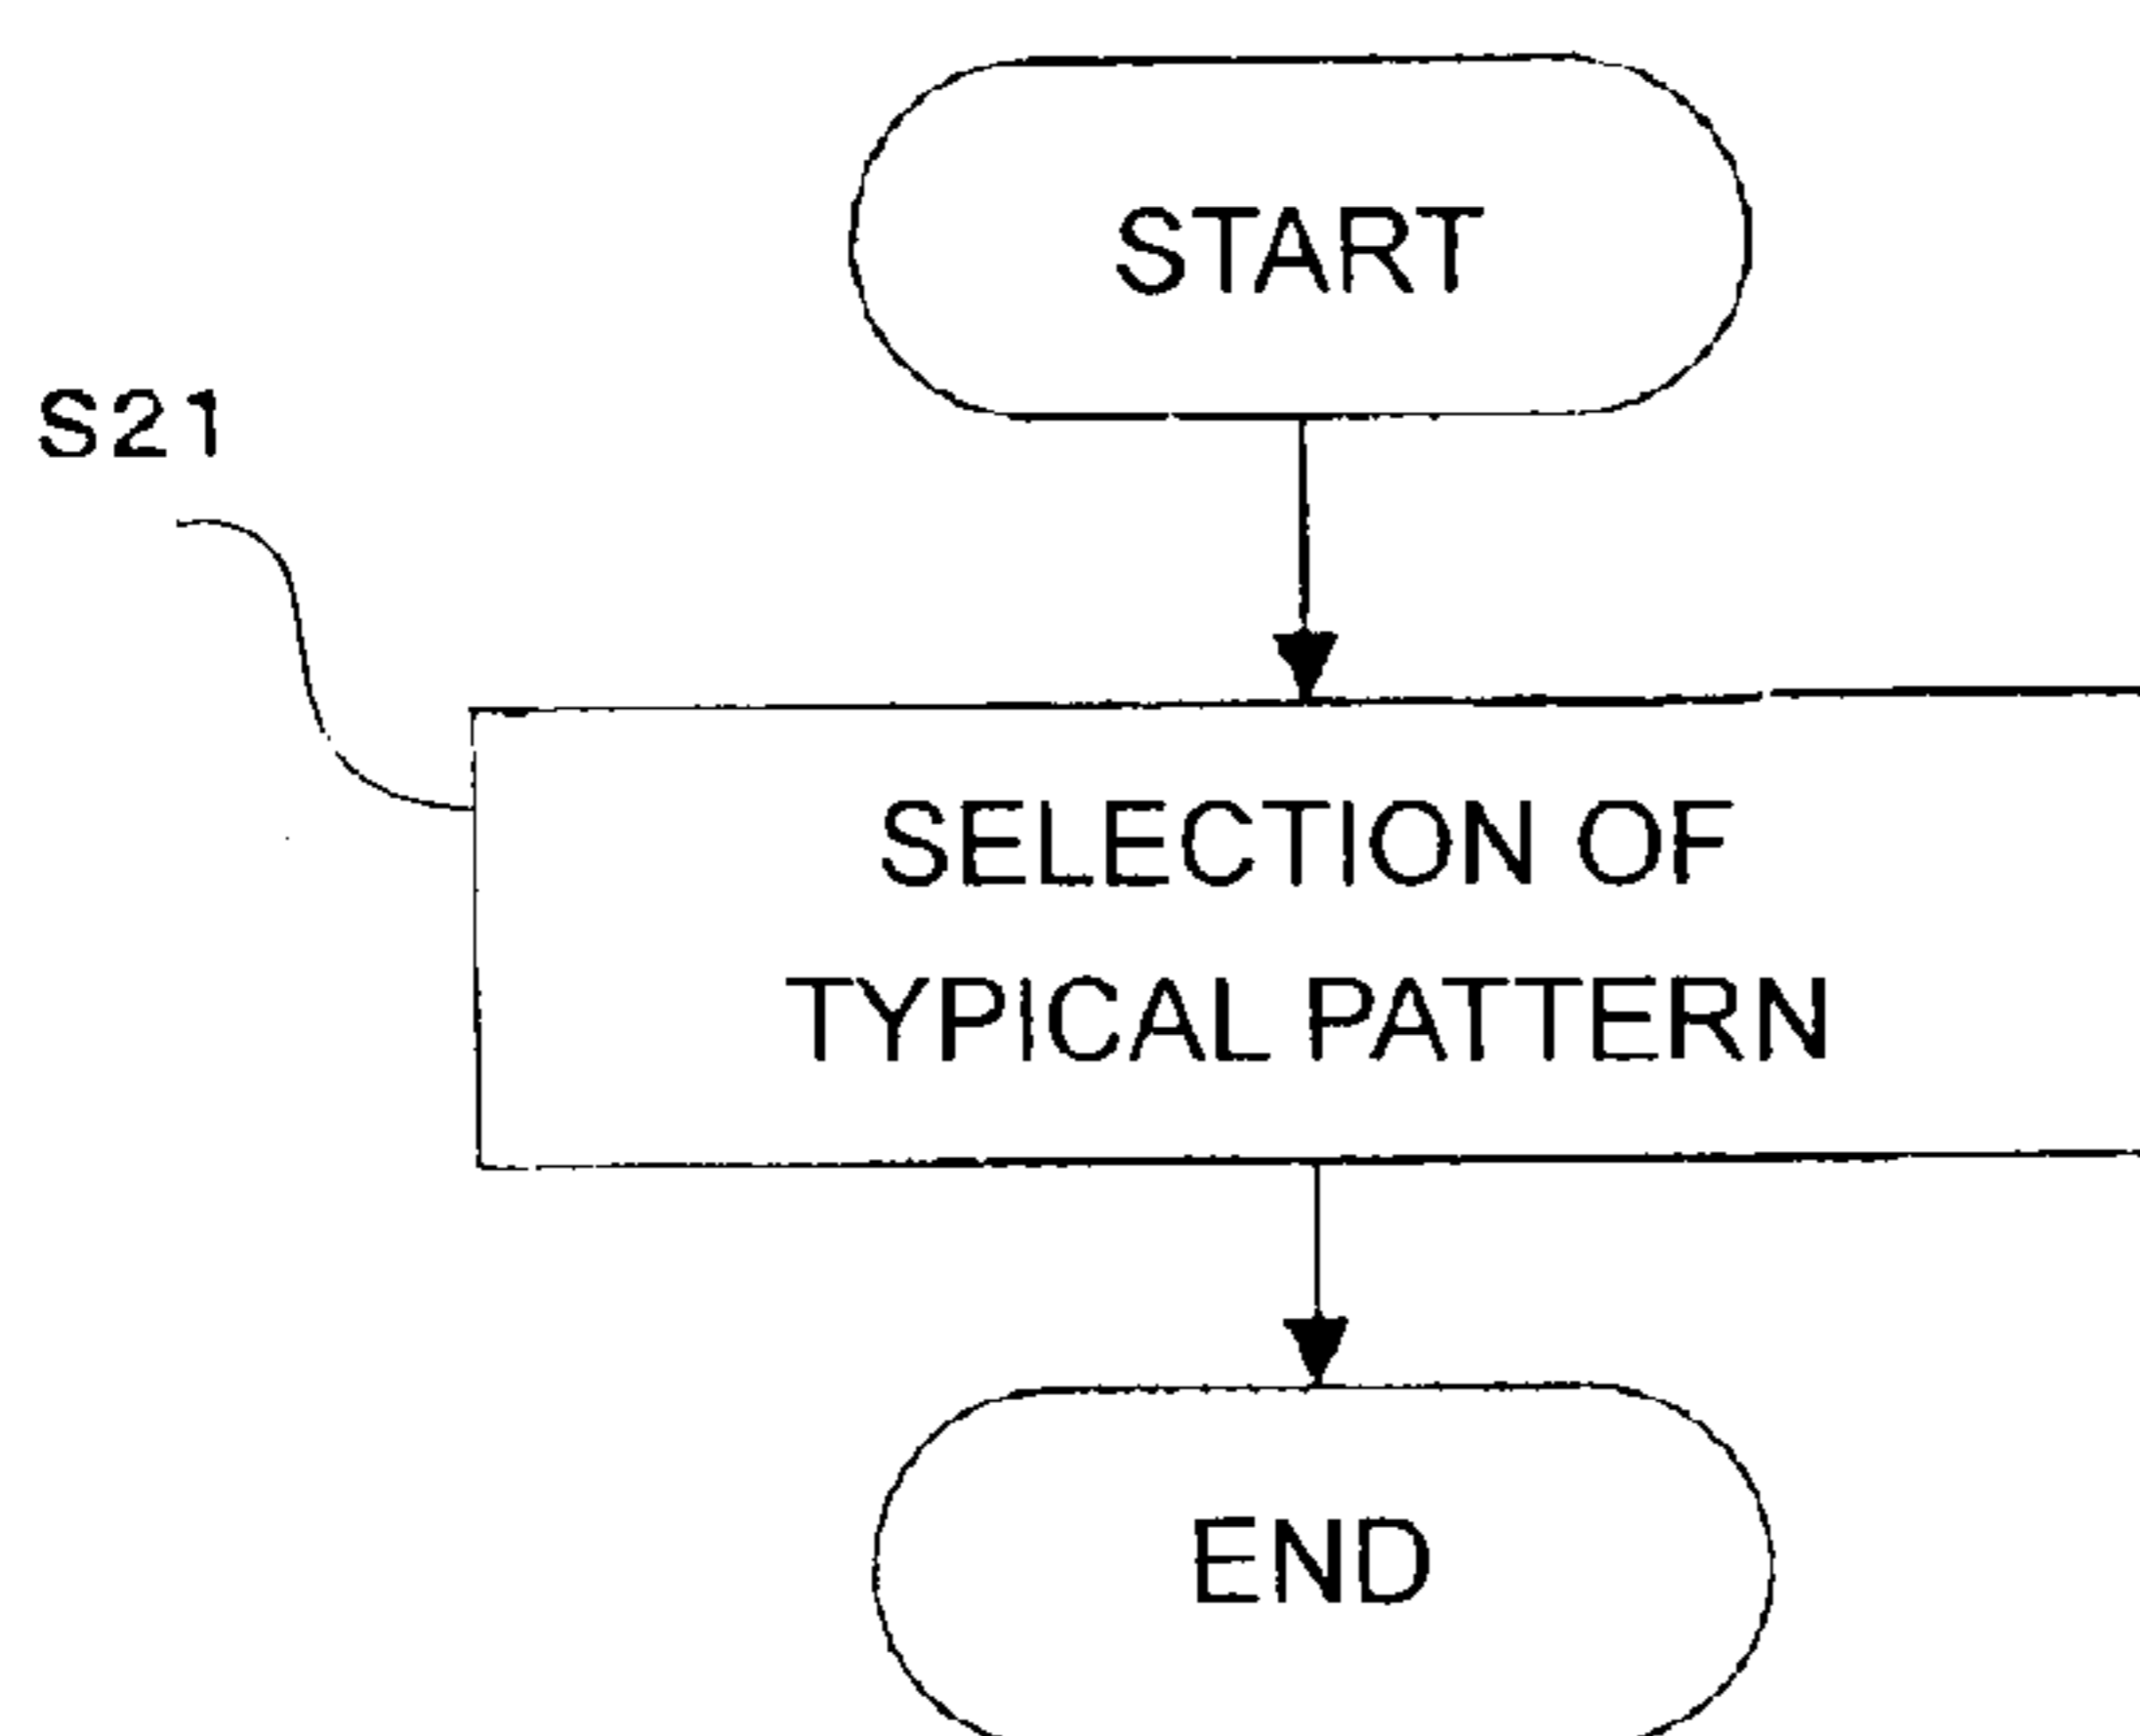 START
S21
SELECTION OF
TYPICAL PATTERN
END